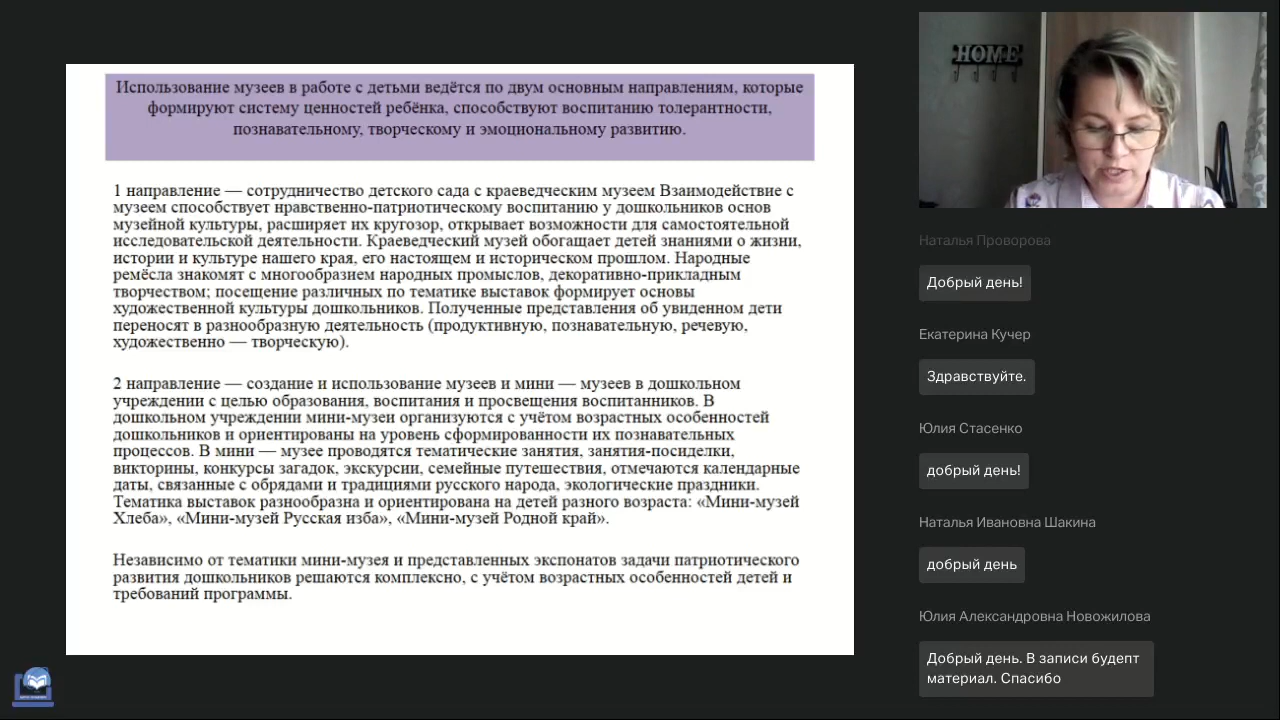 Использование музеев в работе с детьми ведётся по двум основным направлениям, которые
формируют систему ценностей ребёнка, способствуют воспитанию толерантности,
познавательному, творческому и эмоциональному развитию.
1 направление — сотрудничество детского сада с краеведческим музеем Взаимодействие с
музеем способствует нравственно-патриотическому воспитанию у дошкольников основ
музейной культуры, расширяет их кругозор, открывает возможности для самостоятельной
исследовательской деятельности. Краеведческий музей обогащает детей знаниями о жизни,
истории и культуре нашего края, его настоящем и историческом прошлом. Народные
ремёсла знакомят с многообразием народных промыслов, декоративно-прикладным
творчеством; посещение различных по тематике выставок формирует основы
художественной культуры дошкольников. Полученные представления об увиденном дети
переносят в разнообразную деятельность (продуктивную, познавательную, речевую,
художественно — творческую).
2 направление — создание и использование музеев и мини — музеев в дошкольном
учреждении с целью образования, воспитания и просвещения воспитанников. В
дошкольном учреждении мини-музеи организуются с учётом возрастных особенностей
дошкольников и ориентированы на уровень сформированности их познавательных
процессов. В мини — музее проводятся тематические занятия, занятия-посиделки,
викторины, конкурсы загадок, экскурсии, семейные путешествия, отмечаются календарные
даты, связанные с обрядами и традициями русского народа, экологические праздники.
Тематика выставок разнообразна и ориентирована на детей разного возраста: «Мини-музей
Хлеба», «Мини-музей Русская изба», «Мини-музей Родной край».
Независимо от тематики мини-музея и представленных экспонатов задачи патриотического
развития дошкольников решаются комплексно, с учётом возрастных особенностей детей и
требований программы.
HOME
Наталья Проворова
Добрый день!
Екатерина Кучер
Здравствуйте.
Юлия Стасенко
добрый день!
Наталья Ивановна Шакина
добрый день
Юлия Александровна Новожилова
Добрый день. В записи будепт
материал. Спасибо